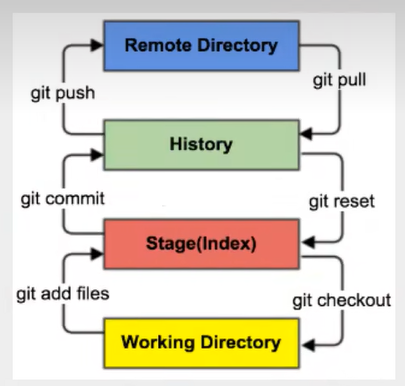 Remote Directory
git push
git pull
History
git commit
git reset
Stage(Index)
git add files
git checkout
Working Directory